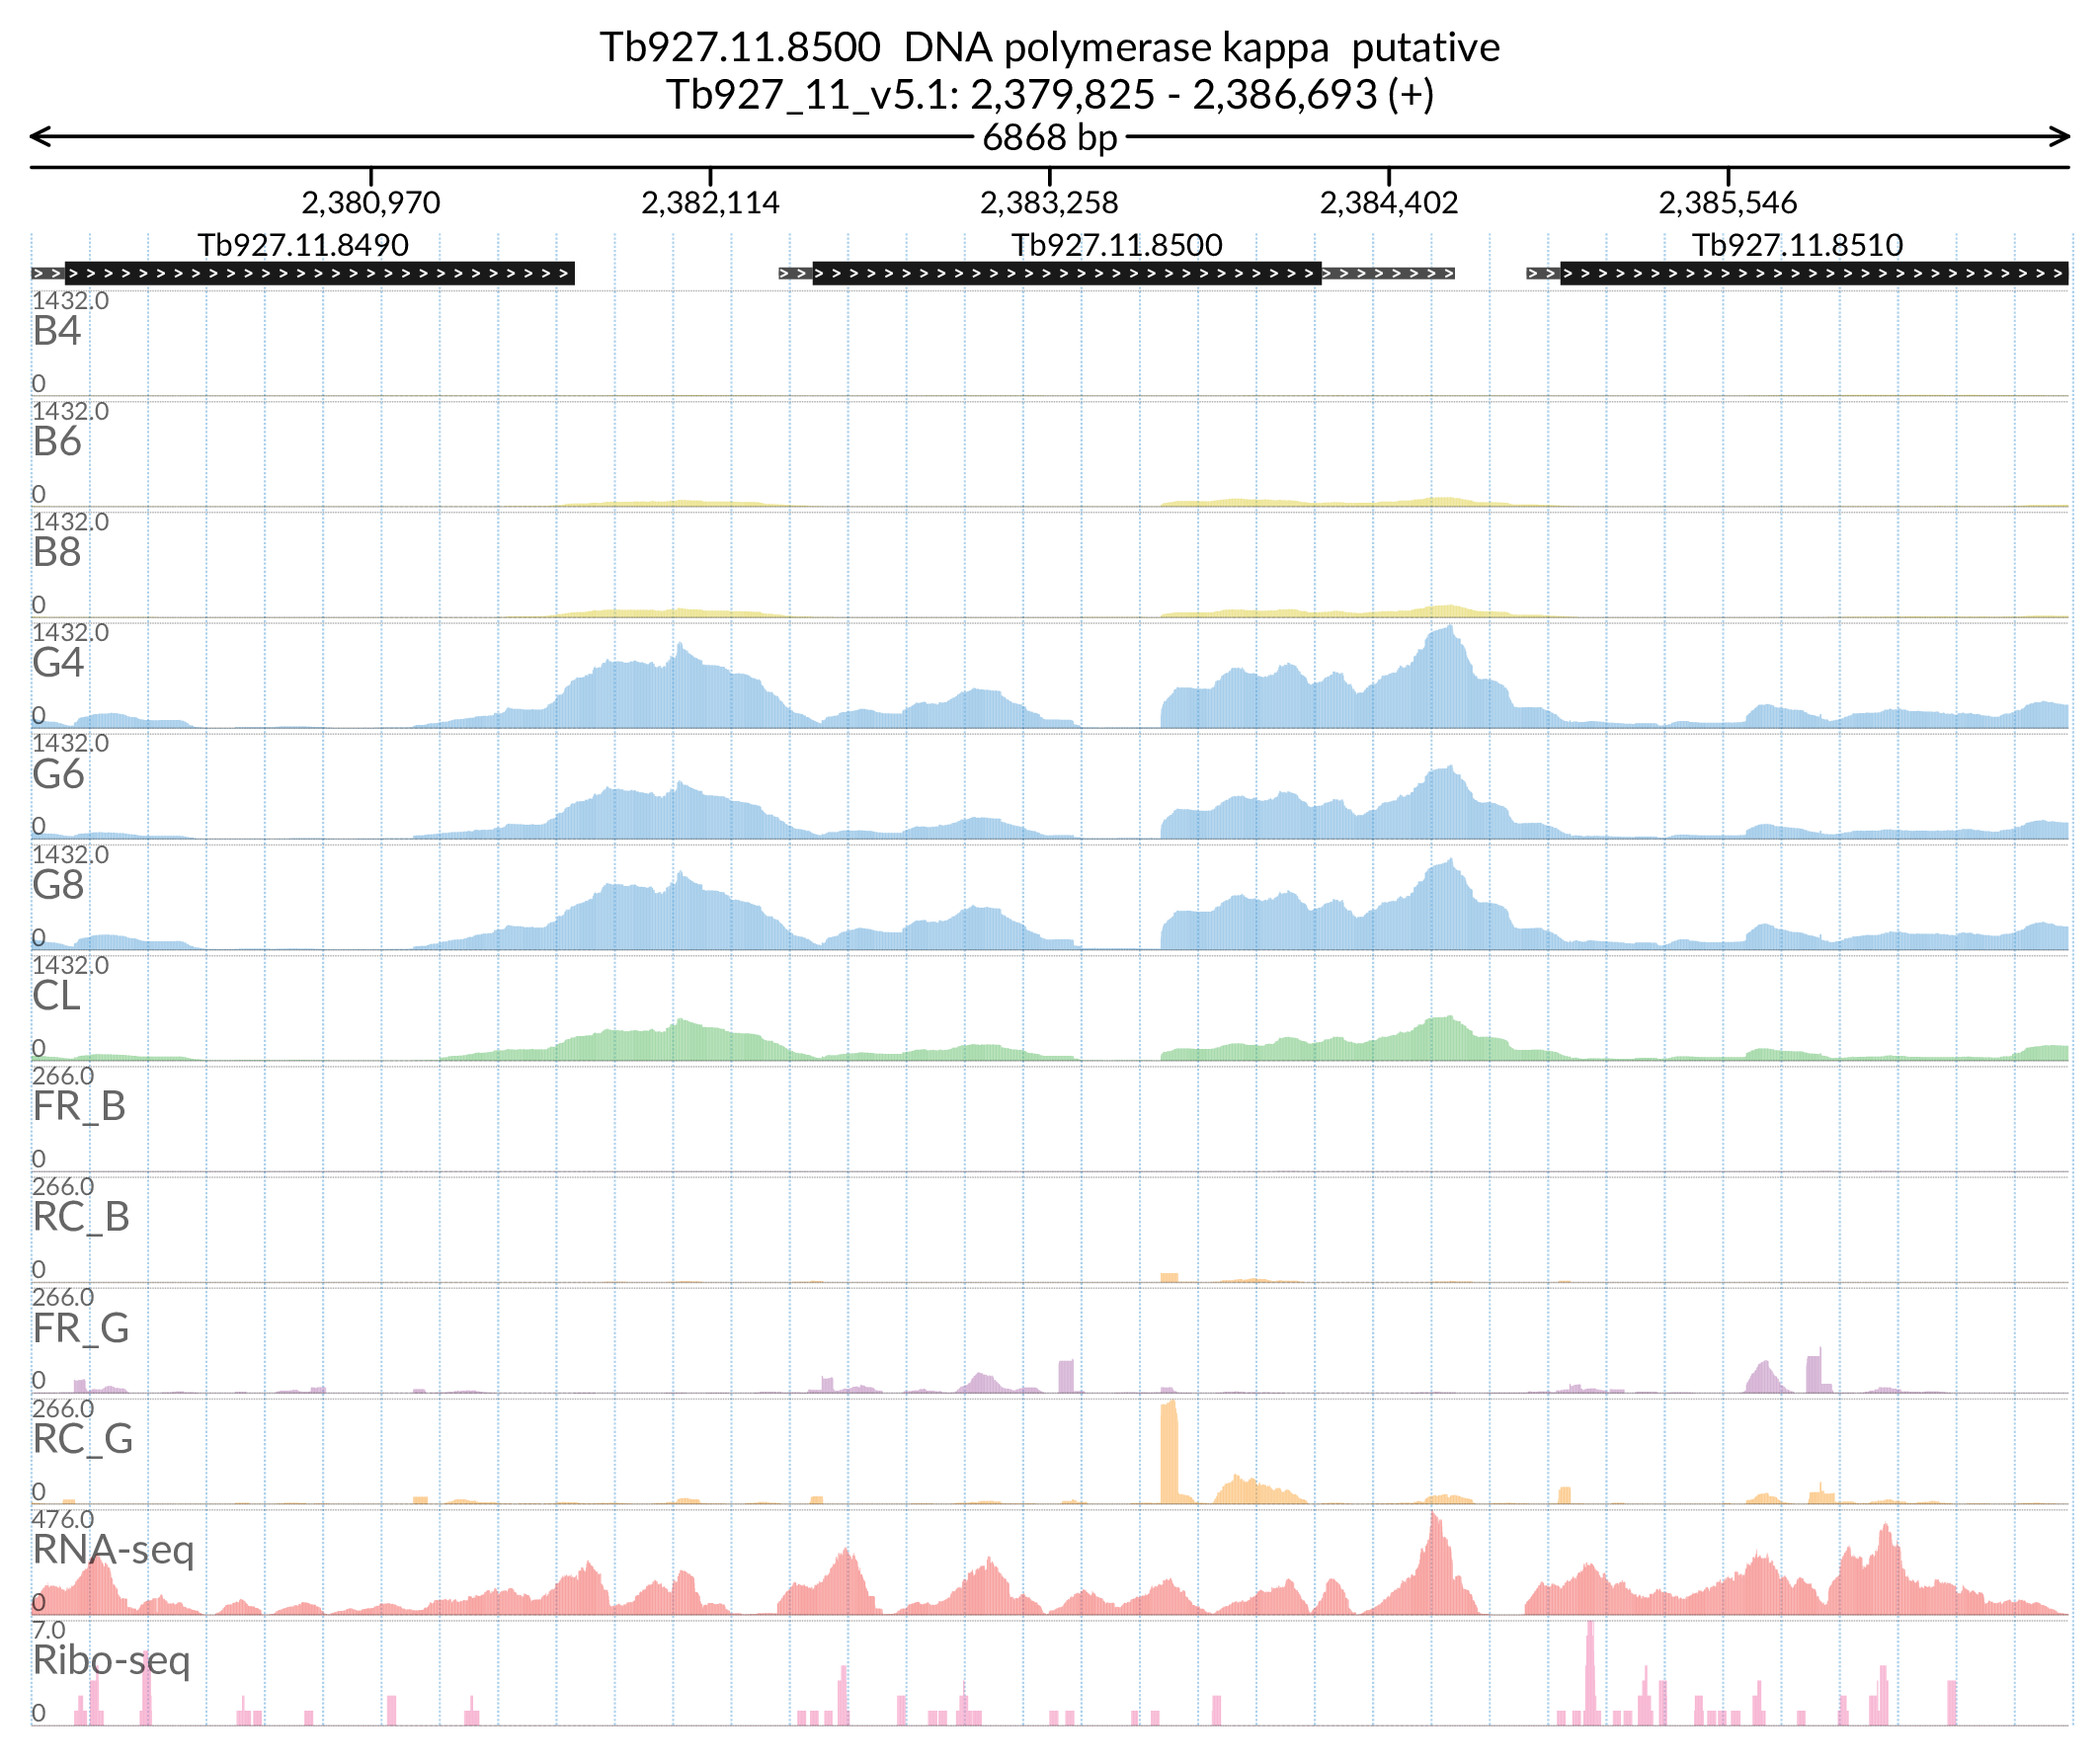 Tb927.11.8500  DNA polymerase kappa  putative
Tb927_11_v5.1: 2,379,825 - 2,386,693 (+)
6868 bp
2,380,970 2,382,114 2,383,258 2,384,402 2,385,546
Tb927.11.8490 Tb927.11.8500 Tb927.11.8510
1432.0
B4
0
1432.0
B6
0
1432.0
B8
0
1432.0
G4
0
1432.0
G6
0
1432.0
G8
0
1432.0
CL
0
266.0
FR_B
0
266.0
RC_B
0
266.0
FR_G
0
266.0
RC_G
0
476.0
RNA-seq
0
7.0
Ribo-seq
0